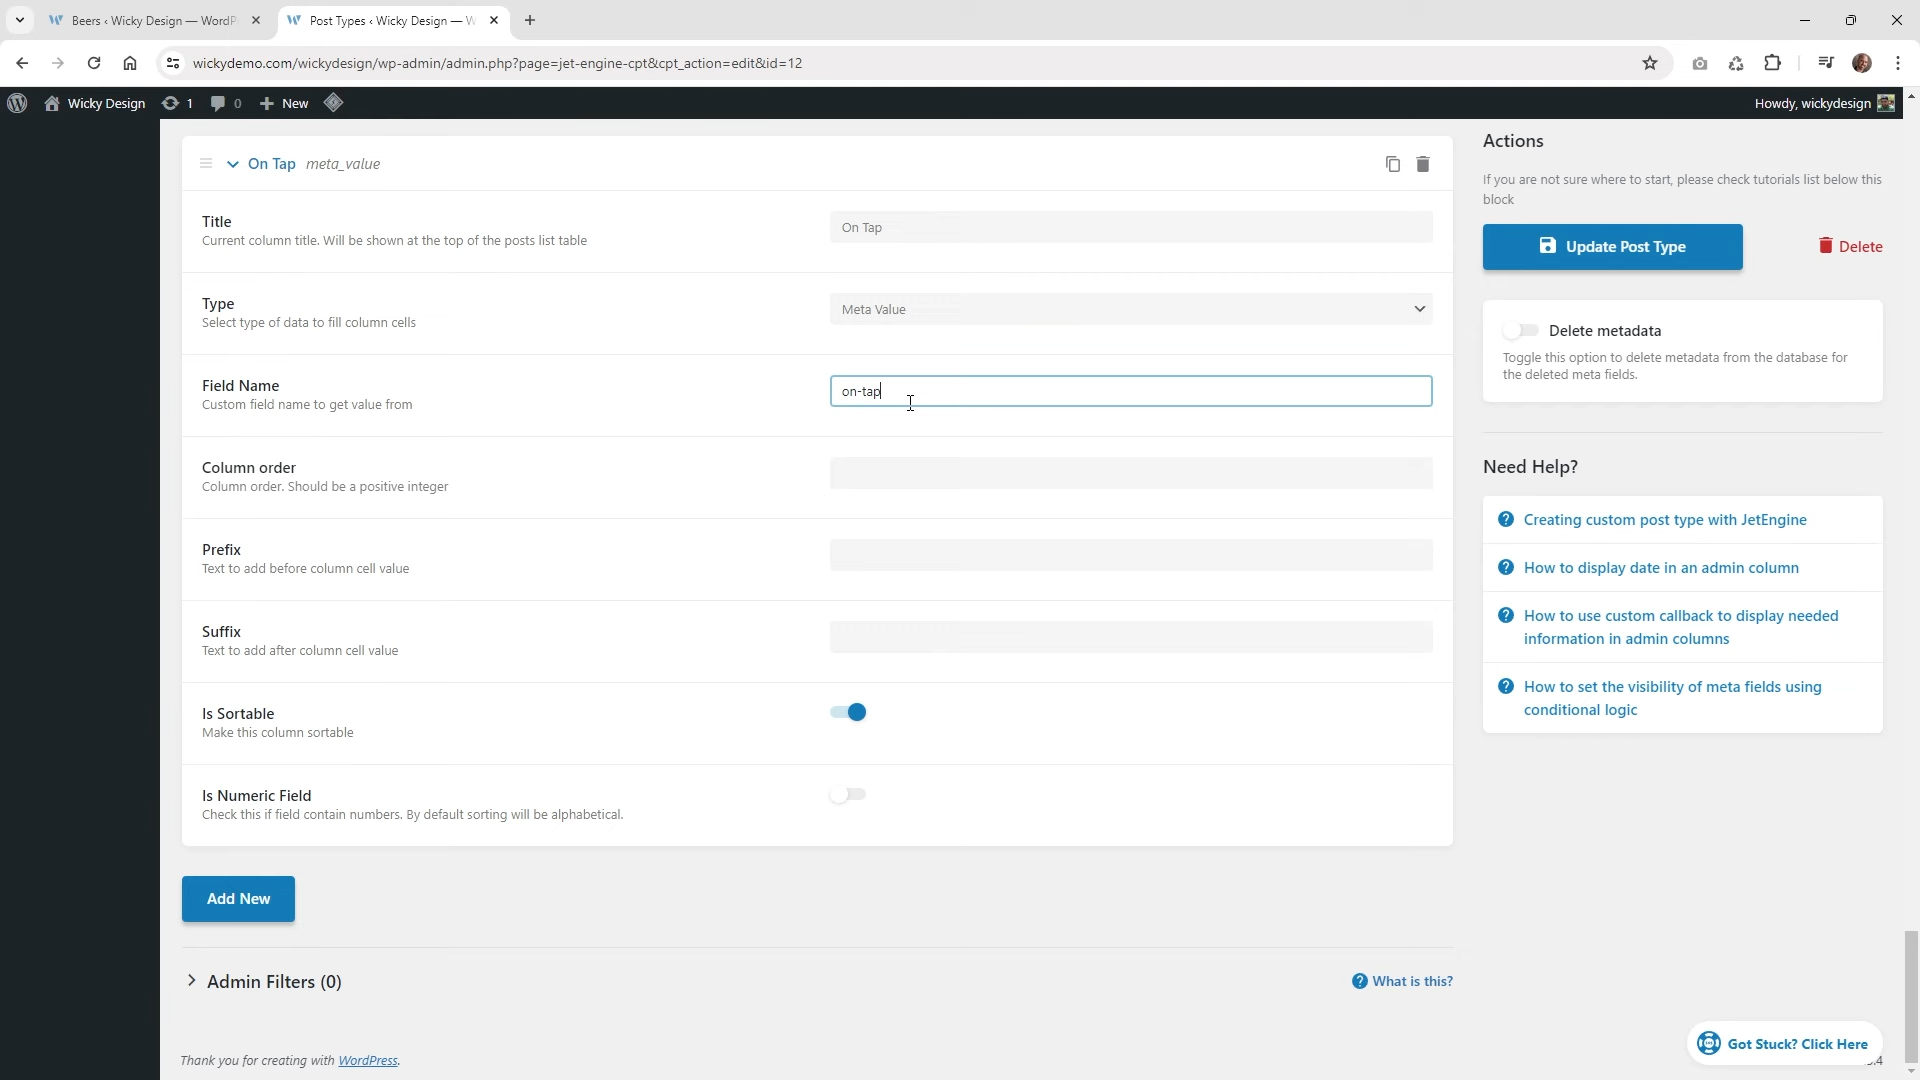 Beers ‹ Wicky Design — WordP
Post Types ‹ Wicky Design — W
wickydemo.com/wickydesign/wp-admin/admin.php?page=jet-engine-cpt&cpt_action=edit&id=12
Wicky Design 1 0 New
Howdy, wickydesign
On Tap meta_value
Title
Current column title. Will be shown at the top of the posts list table
On Tap
Type
Select type of data to fill column cells
Meta Value
Field Name
Custom field name to get value from
on-tap
Column order
Column order. Should be a positive integer
Prefix
Text to add before column cell value
Suffix
Text to add after column cell value
Is Sortable
Make this column sortable
Is Numeric Field
Check this if field contain numbers. By default sorting will be alphabetical.
Add New
Admin Filters (0)
What is this?
Thank you for creating with WordPress.
Actions
If you are not sure where to start, please check tutorials list below this
block
Update Post Type
Delete
Delete metadata
Toggle this option to delete metadata from the database for
the deleted meta fields.
Need Help?
Creating custom post type with JetEngine
How to display date in an admin column
How to use custom callback to display needed
information in admin columns
How to set the visibility of meta fields using
conditional logic
Got Stuck? Click Here